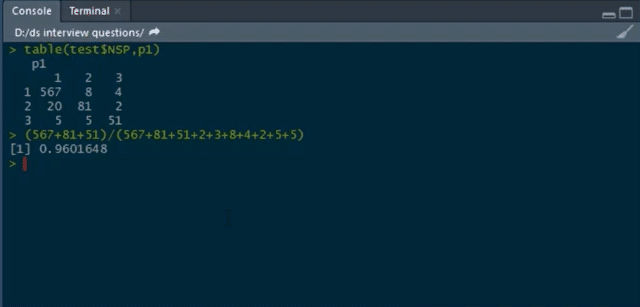 Console Terminal ×
D:/ds interview questions/
> table(test$NSP,p1)
p1
1 2 3
1 567 8 4
2 20 81 2
3 5 5 51
> (567+81+51)/(567+81+51+2+3+8+4+2+5+5)
[1] 0.9601648
>